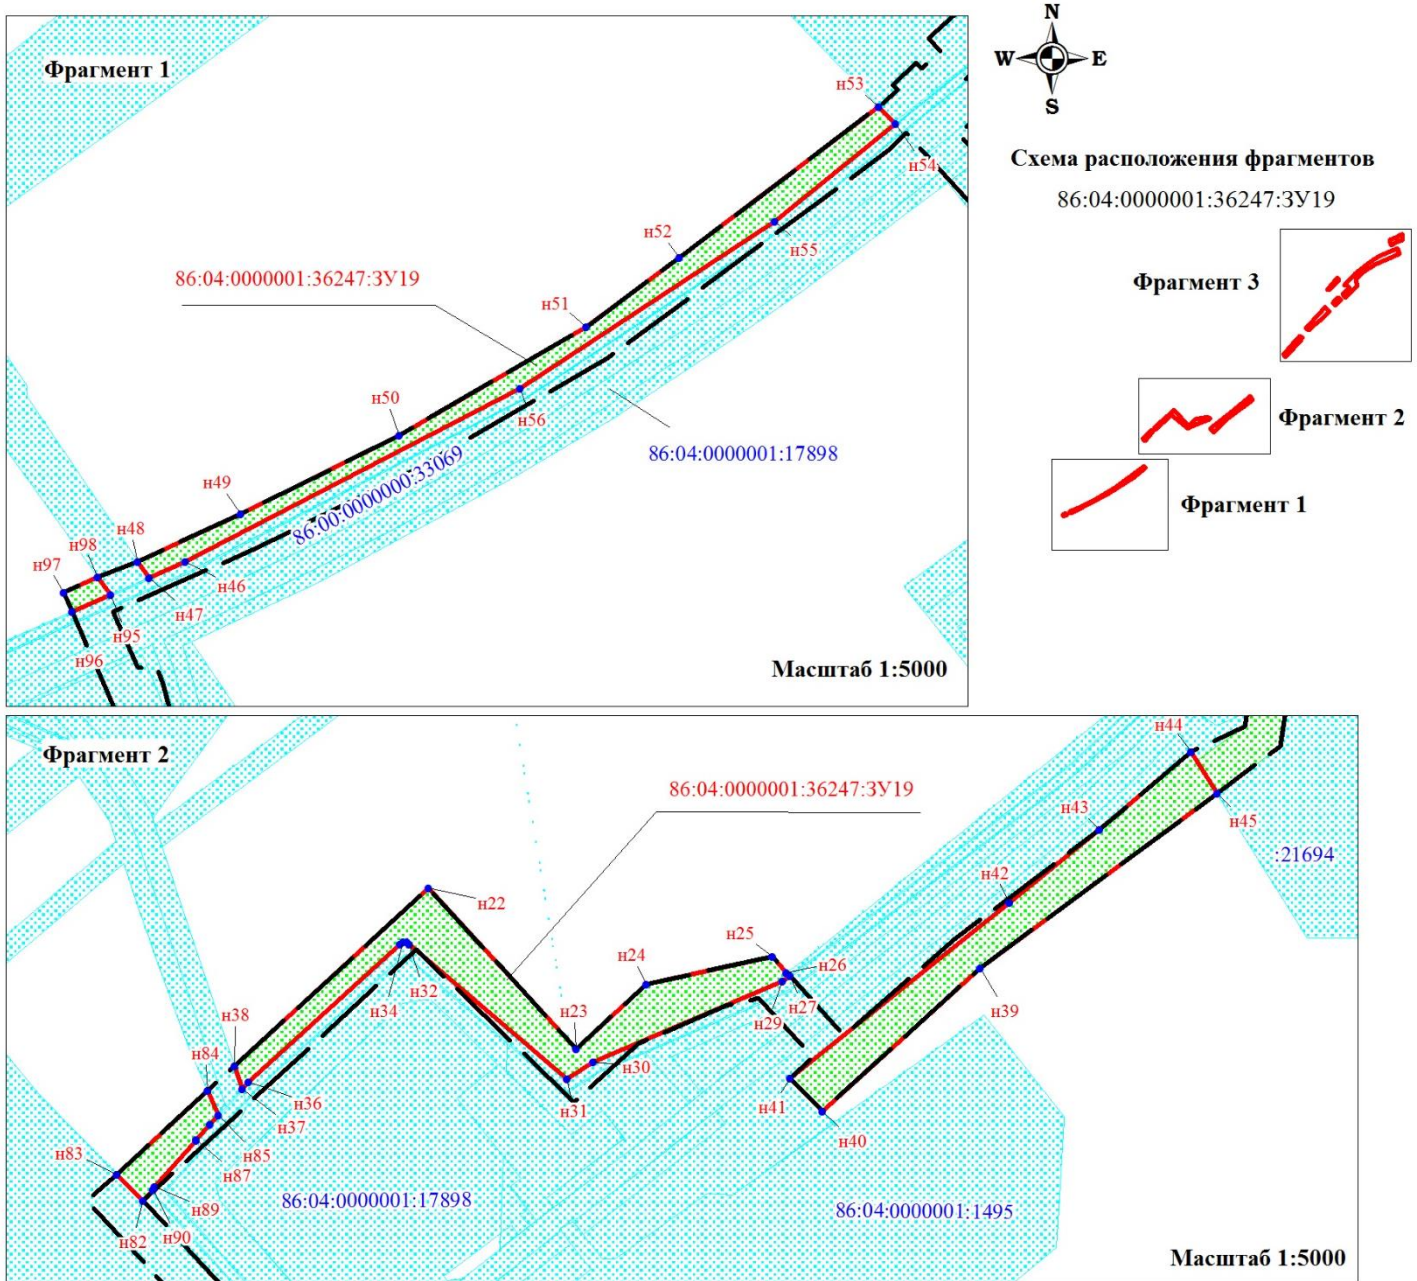 Фрагмент 1
н53
н54
н52
н55
86:04:0000001:36247:ЗУ19
н51
н50
н56
86:04:0000001:17898
н49
86:00:0000000:33069
н48
н98
н97
н46
н47
н95
н96
Масштаб 1:5000
N
W E
S
Схема расположения фрагментов
86:04:0000001:36247:ЗУ19
Фрагмент 3
Фрагмент 2
Фрагмент 1
Фрагмент 2
н44
86:04:0000001:36247:ЗУ19
н43
н45
:21694
н42
н22
н25
н24
н26
н27
н29
н32
н34
н23
н39
н38
н30
н84
н36
н41
н31
н37
н40
н85
н83
н87
н89
86:04:0000001:17898
86:04:0000001:1495
н82
н90
Масштаб 1:5000